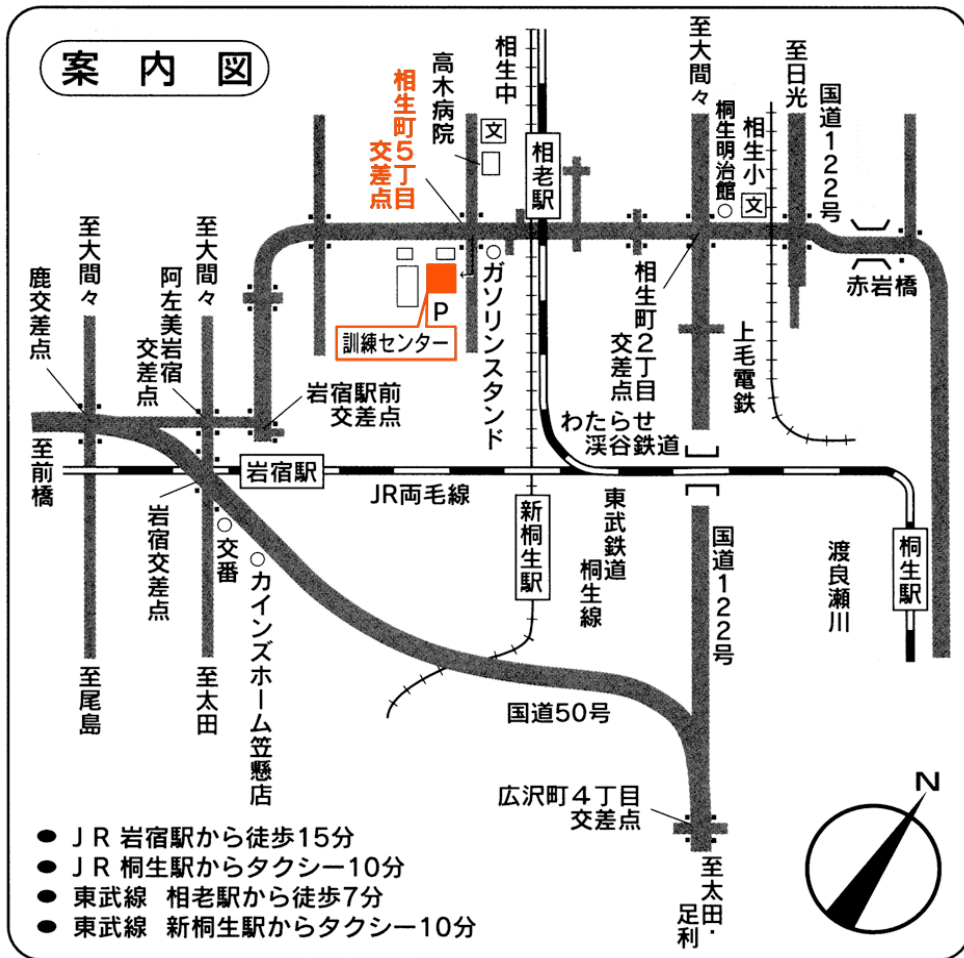 案内図
至大間々
鹿交差点
至大間々
阿左美岩宿
交差点
相生町5丁目
交差点
高木病院
文
相生中
相老駅
至大間々
桐生明治館
相生小
文
至日光
国道122号
赤岩橋
P
訓練センター
ガソリンスタンド
相生町2丁目
交差点
上毛電鉄
岩宿駅前
交差点
わたらせ
渓谷鉄道
至前橋
岩宿駅
JR両毛線
岩宿交差点
交番
カインズホーム笠懸店
新桐生駅
東武鉄道
桐生線
国道122号
渡良瀬川
桐生駅
至尾島
至太田
国道50号
広沢町4丁目
交差点
至太田・
足利
N
● JR 岩宿駅から徒歩15分
● JR 桐生駅からタクシー10分
● 東武線 相老駅から徒歩7分
● 東武線 新桐生駅からタクシー10分